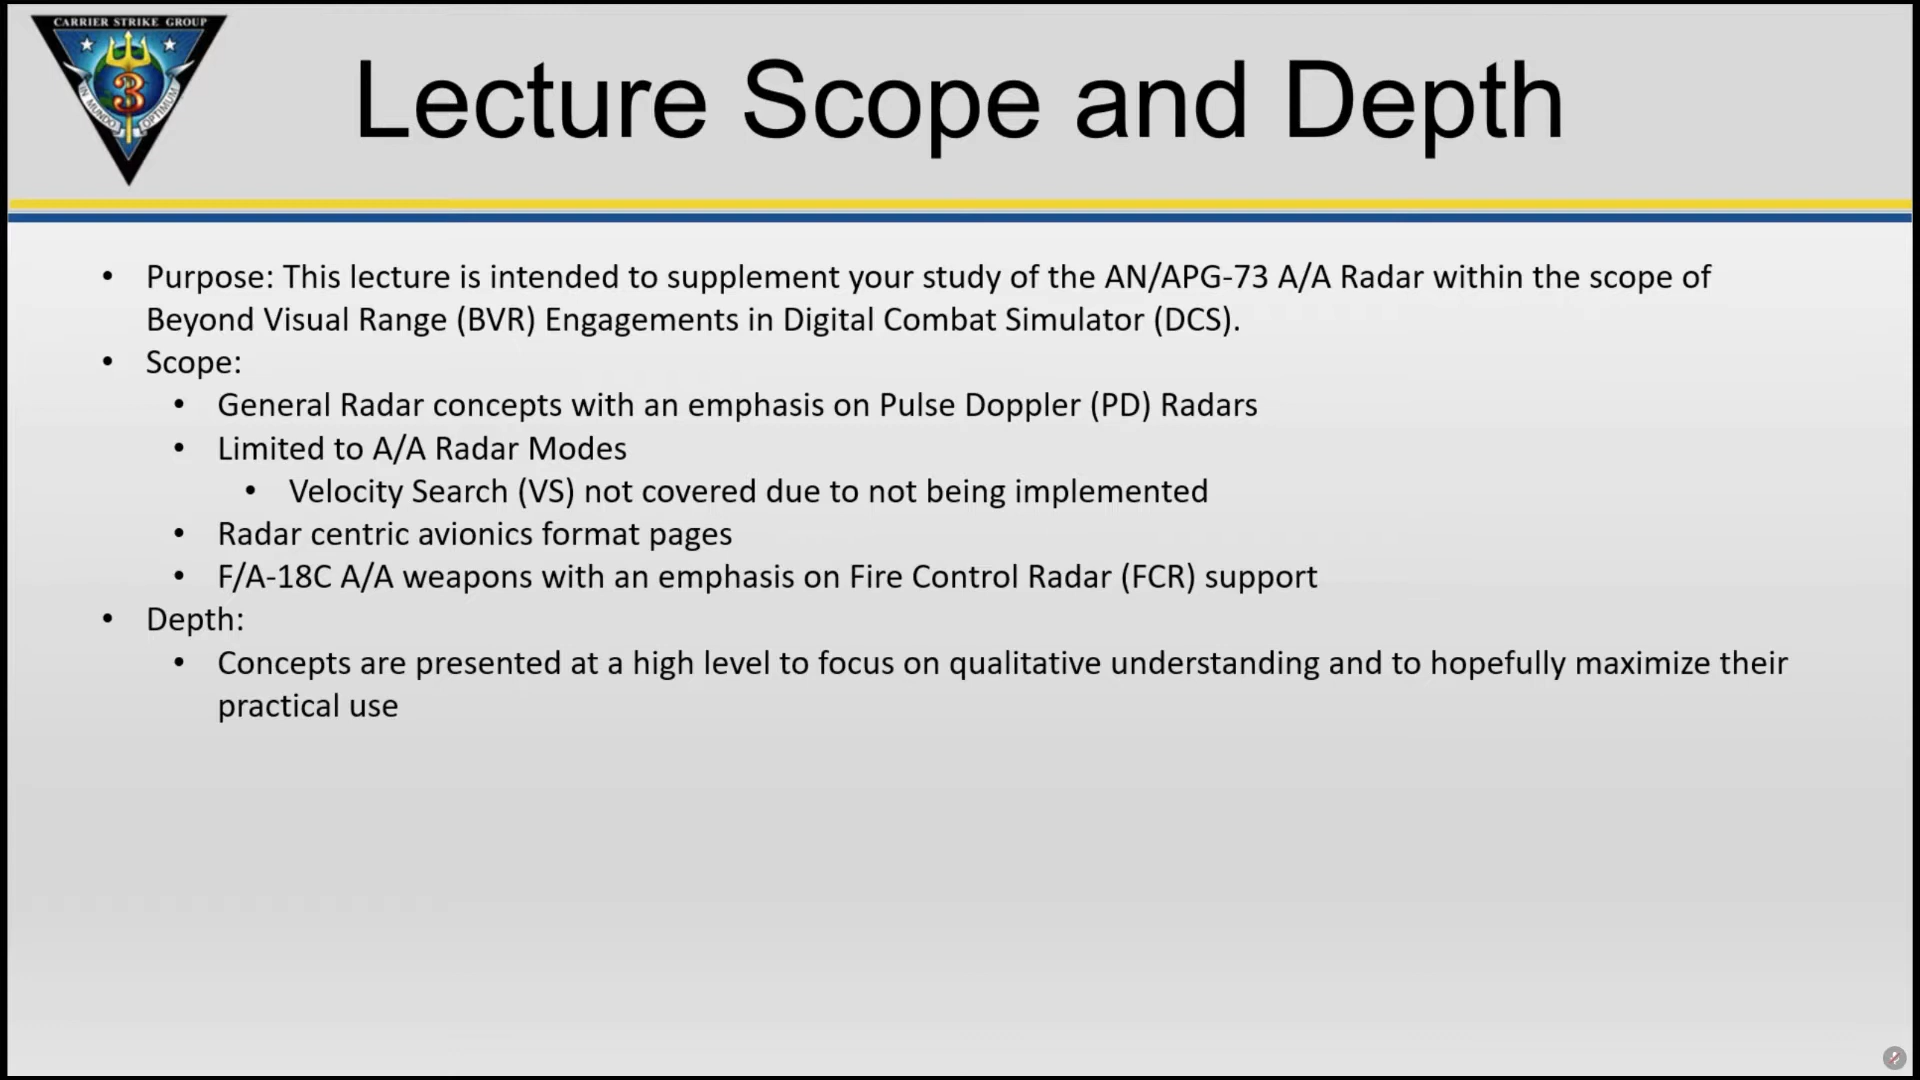 CARRIER STRIKE GROUP
3
IN MUNDO OPTIMUM
Lecture Scope and Depth
• Purpose: This lecture is intended to supplement your study of the AN/APG-73 A/A Radar within the scope of
Beyond Visual Range (BVR) Engagements in Digital Combat Simulator (DCS).
• Scope:
• General Radar concepts with an emphasis on Pulse Doppler (PD) Radars
• Limited to A/A Radar Modes
• Velocity Search (VS) not covered due to not being implemented
• Radar centric avionics format pages
• F/A-18C A/A weapons with an emphasis on Fire Control Radar (FCR) support
• Depth:
• Concepts are presented at a high level to focus on qualitative understanding and to hopefully maximize their
practical use